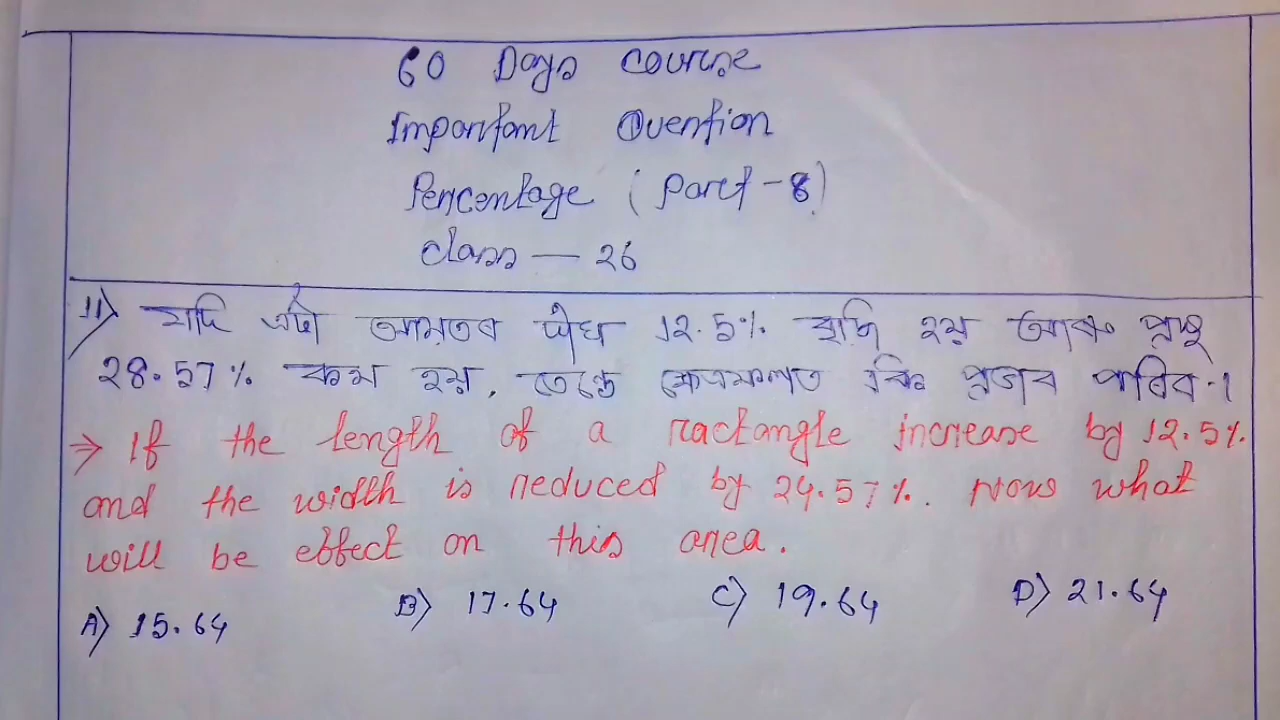 60 Days course
Important Question
Percentage (part-8)
class — 26
11) যদি এটা আয়তৰ দীঘ 12.5% বৃদ্ধি হয় আৰু প্ৰস্থ
28.57% কম হয়, তেন্তে ক্ষেত্ৰফলত কি প্ৰভাব পৰিব।
⇒ If the length of a ractangle increase by 12.5%
and the width is reduced by 24.57%. Now what
will be effect on this area.
A) 15.64 B) 17.64 C) 19.64 D) 21.64